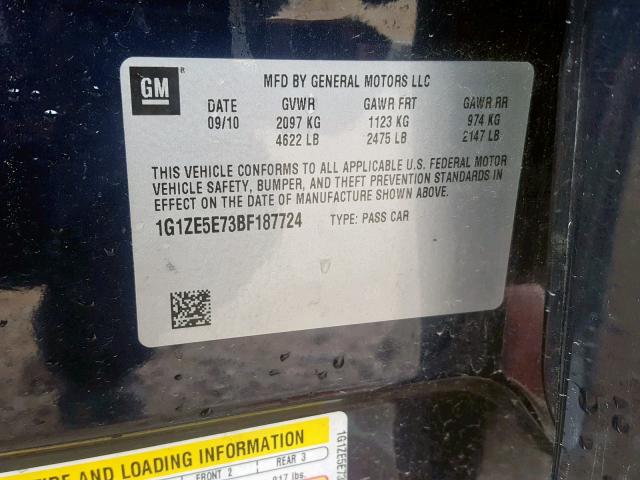 GM
MFD BY GENERAL MOTORS LLC
DATE GVWR GAWR FRT GAWR RR
09/10 2097 KG 1123 KG 974 KG
4622 LB 2475 LB 2147 LB
THIS VEHICLE CONFORMS TO ALL APPLICABLE U.S. FEDERAL MOTOR
VEHICLE SAFETY, BUMPER, AND THEFT PREVENTION STANDARDS IN
EFFECT ON THE DATE OF MANUFACTURE SHOWN ABOVE.
1G1ZE5E73BF187724 TYPE: PASS CAR
AND LOADING INFORMATION
FRONT 2 REAR 3
917 lbs.
1G1ZE5E73